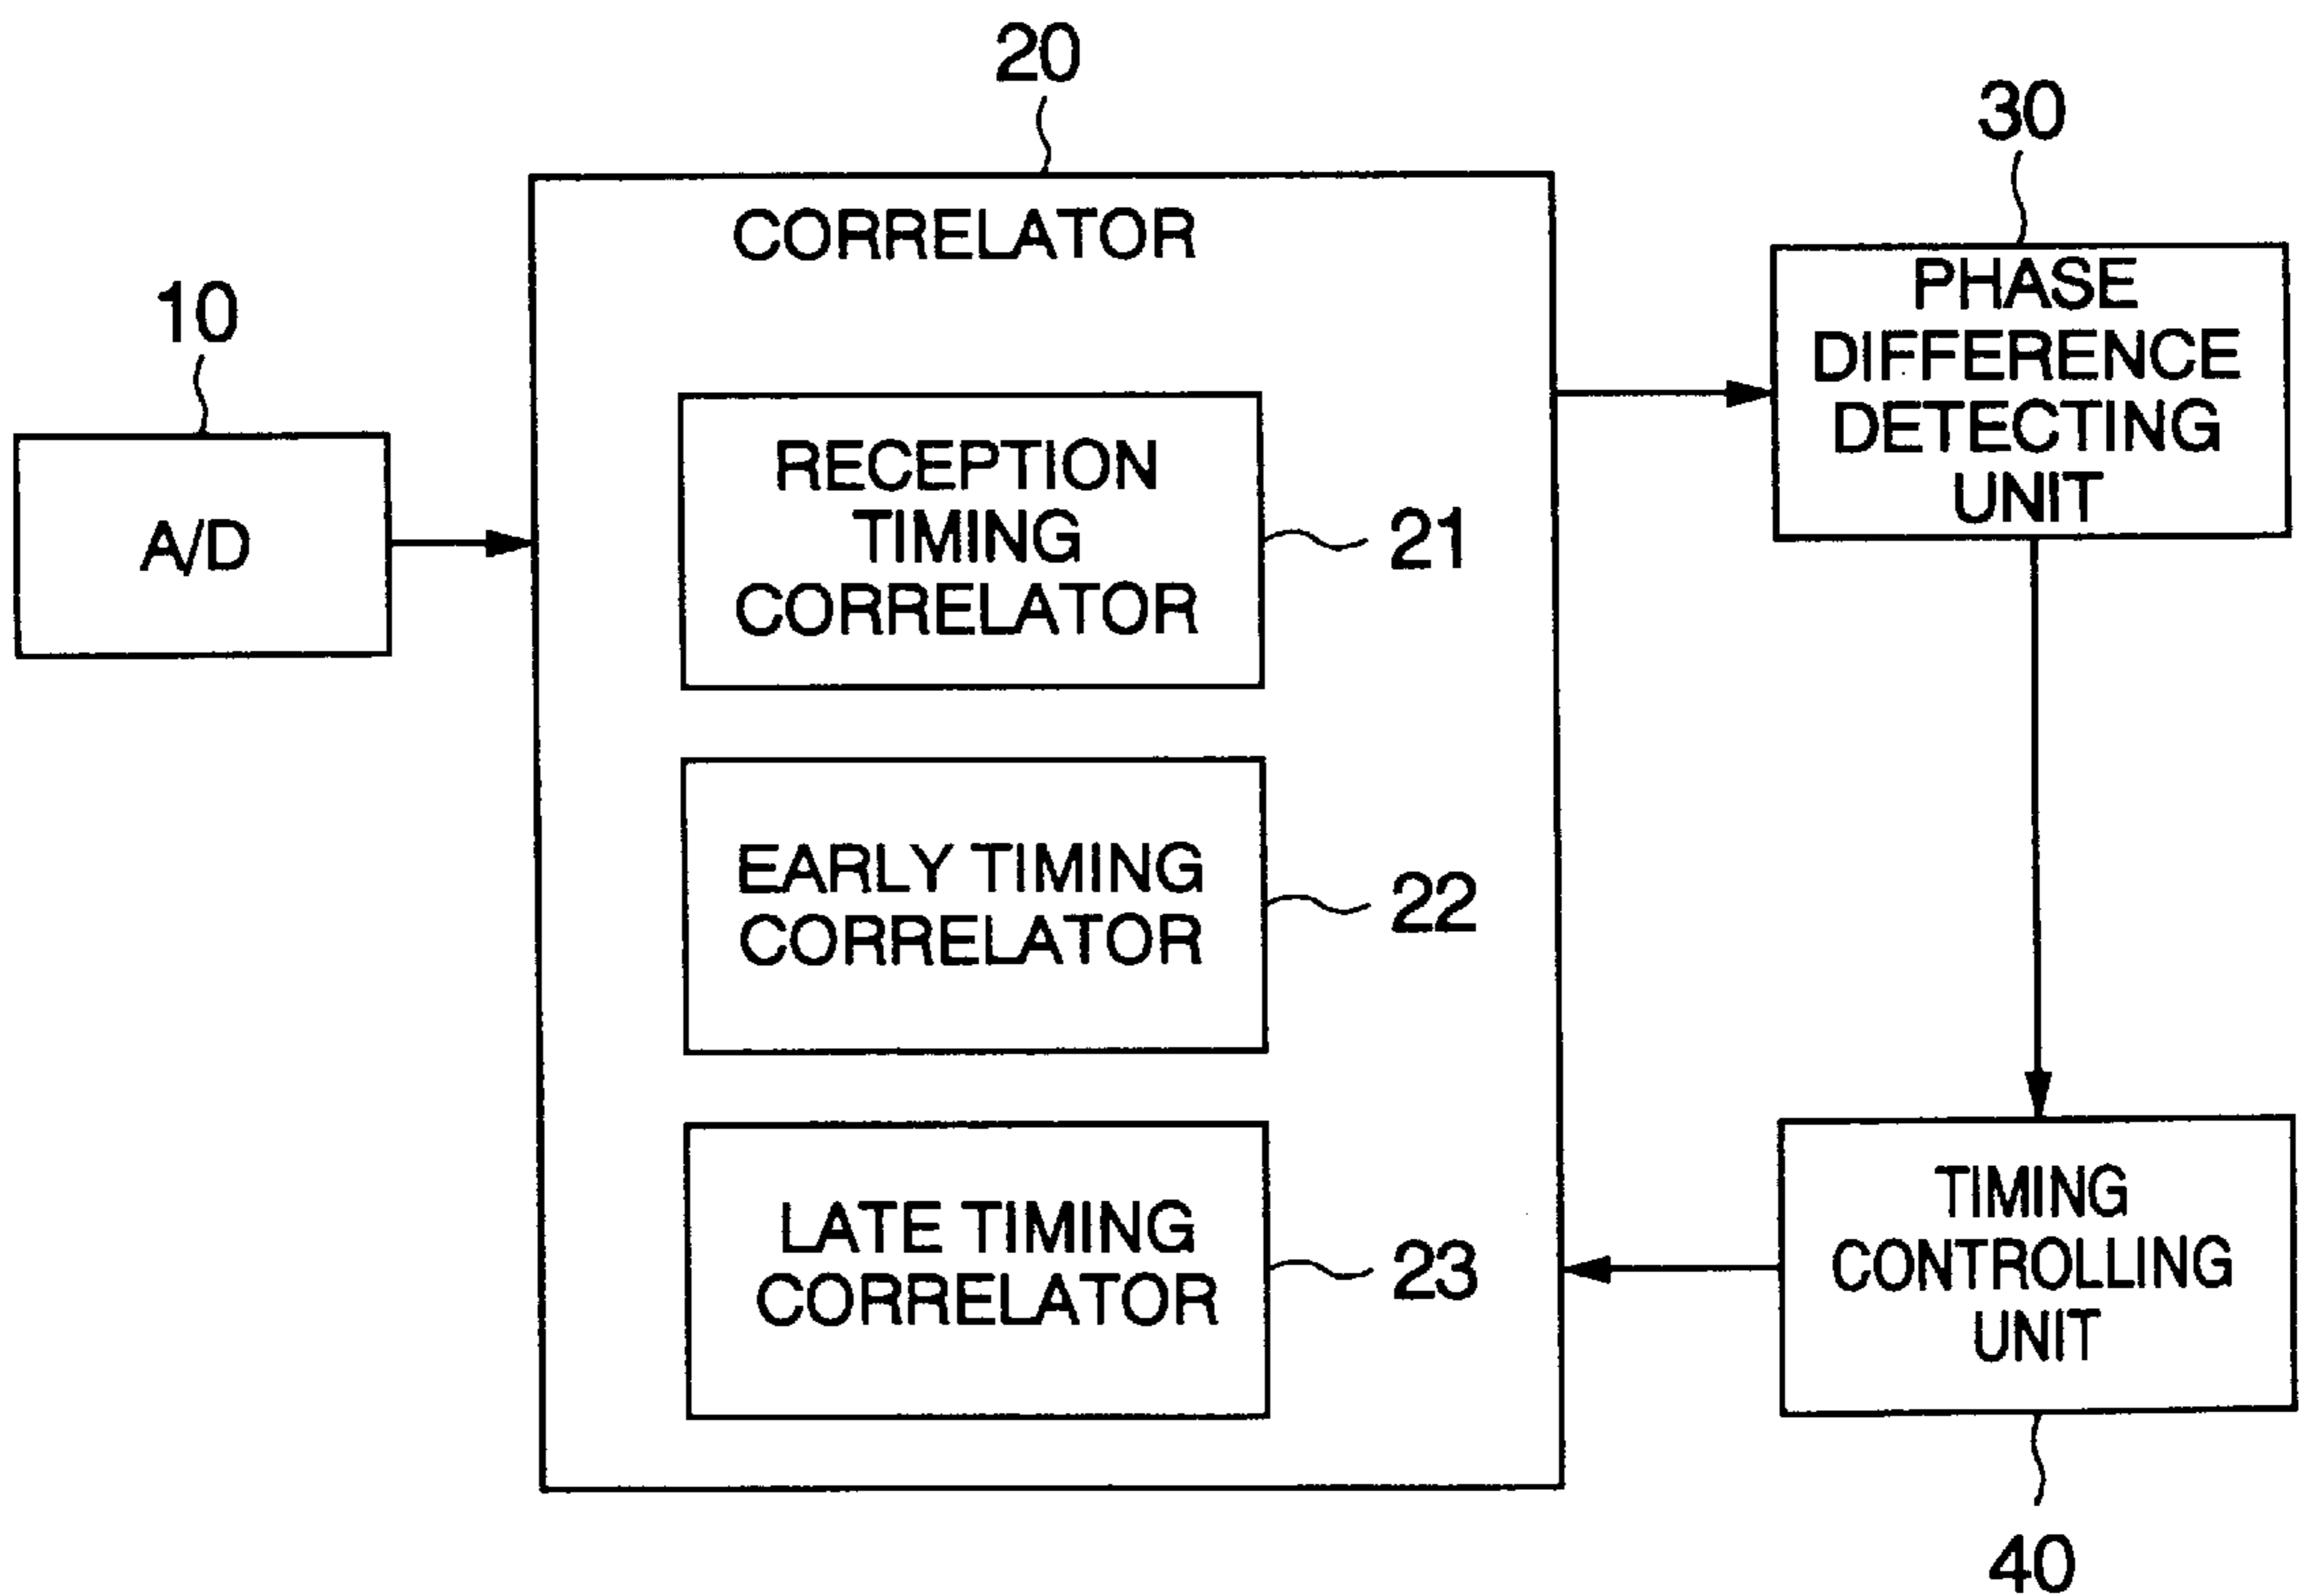 10
A/D
20
CORRELATOR
RECEPTION
TIMING
CORRELATOR
21
EARLY TIMING
CORRELATOR
22
LATE TIMING
CORRELATOR
23
30
PHASE
DIFFERENCE
DETECTING
UNIT
TIMING
CONTROLLING
UNIT
40